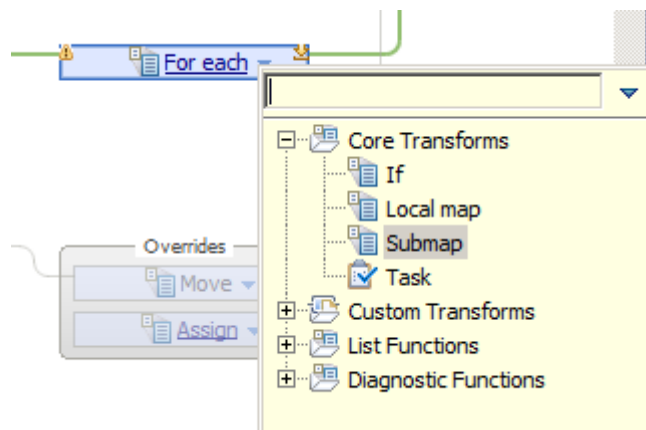 For each
Core Transforms
If
Local map
Submap
Task
Custom Transforms
List Functions
Diagnostic Functions
Overrides
Move
Assign